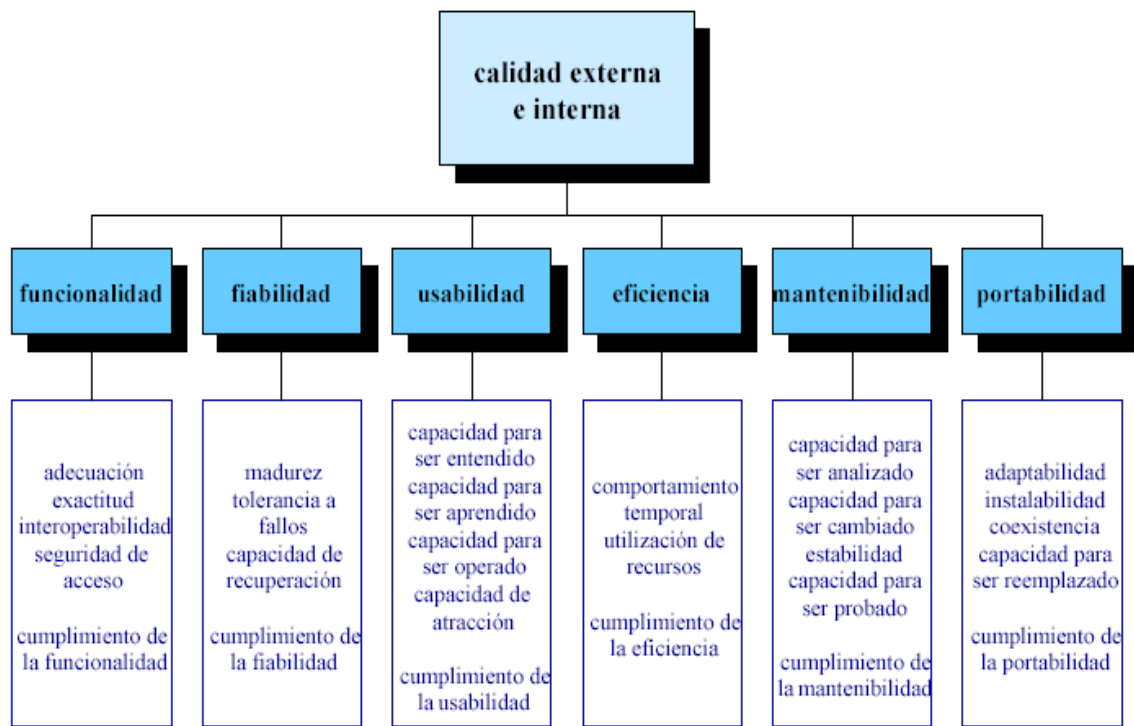 calidad externa
e interna
funcionalidad
fiabilidad
usabilidad
eficiencia
mantenibilidad
portabilidad
adecuación
exactitud
interoperabilidad
seguridad de
acceso
cumplimiento de
la funcionalidad
madurez
tolerancia a
fallos
capacidad de
recuperación
cumplimiento de
la fiabilidad
capacidad para
ser entendido
capacidad para
ser aprendido
capacidad para
ser operado
capacidad de
atracción
cumplimiento de
la usabilidad
comportamiento
temporal
utilización de
recursos
cumplimiento de
la eficiencia
capacidad para
ser analizado
capacidad para
ser cambiado
estabilidad
capacidad para
ser probado
cumplimiento de
la mantenibilidad
adaptabilidad
instalabilidad
coexistencia
capacidad para
ser reemplazado
cumplimiento de
la portabilidad